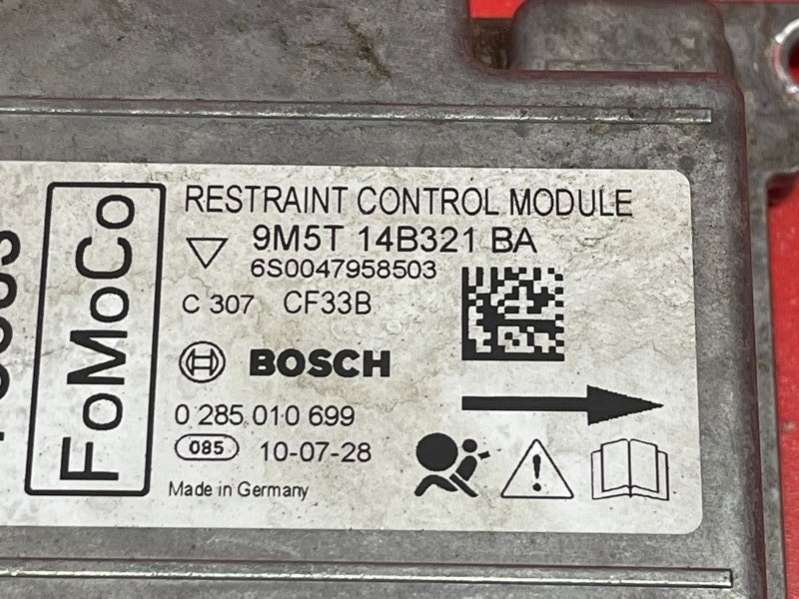 FoMoCo
RESTRAINT CONTROL MODULE
9M5T 14B321 BA
6S0047958503
C 307 CF33B
BOSCH
0 285 010 699
085 10-07-28
Made in Germany